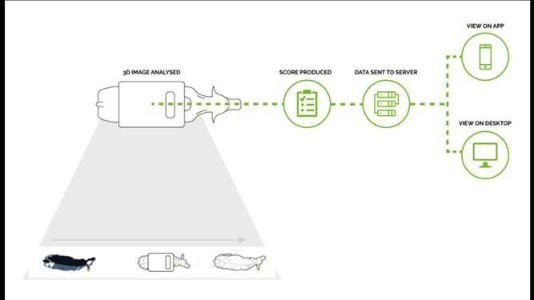 VIEW ON APP
3D IMAGE ANALYSED
SCORE PRODUCED
DATA SENT TO SERVER
VIEW ON DESKTOP